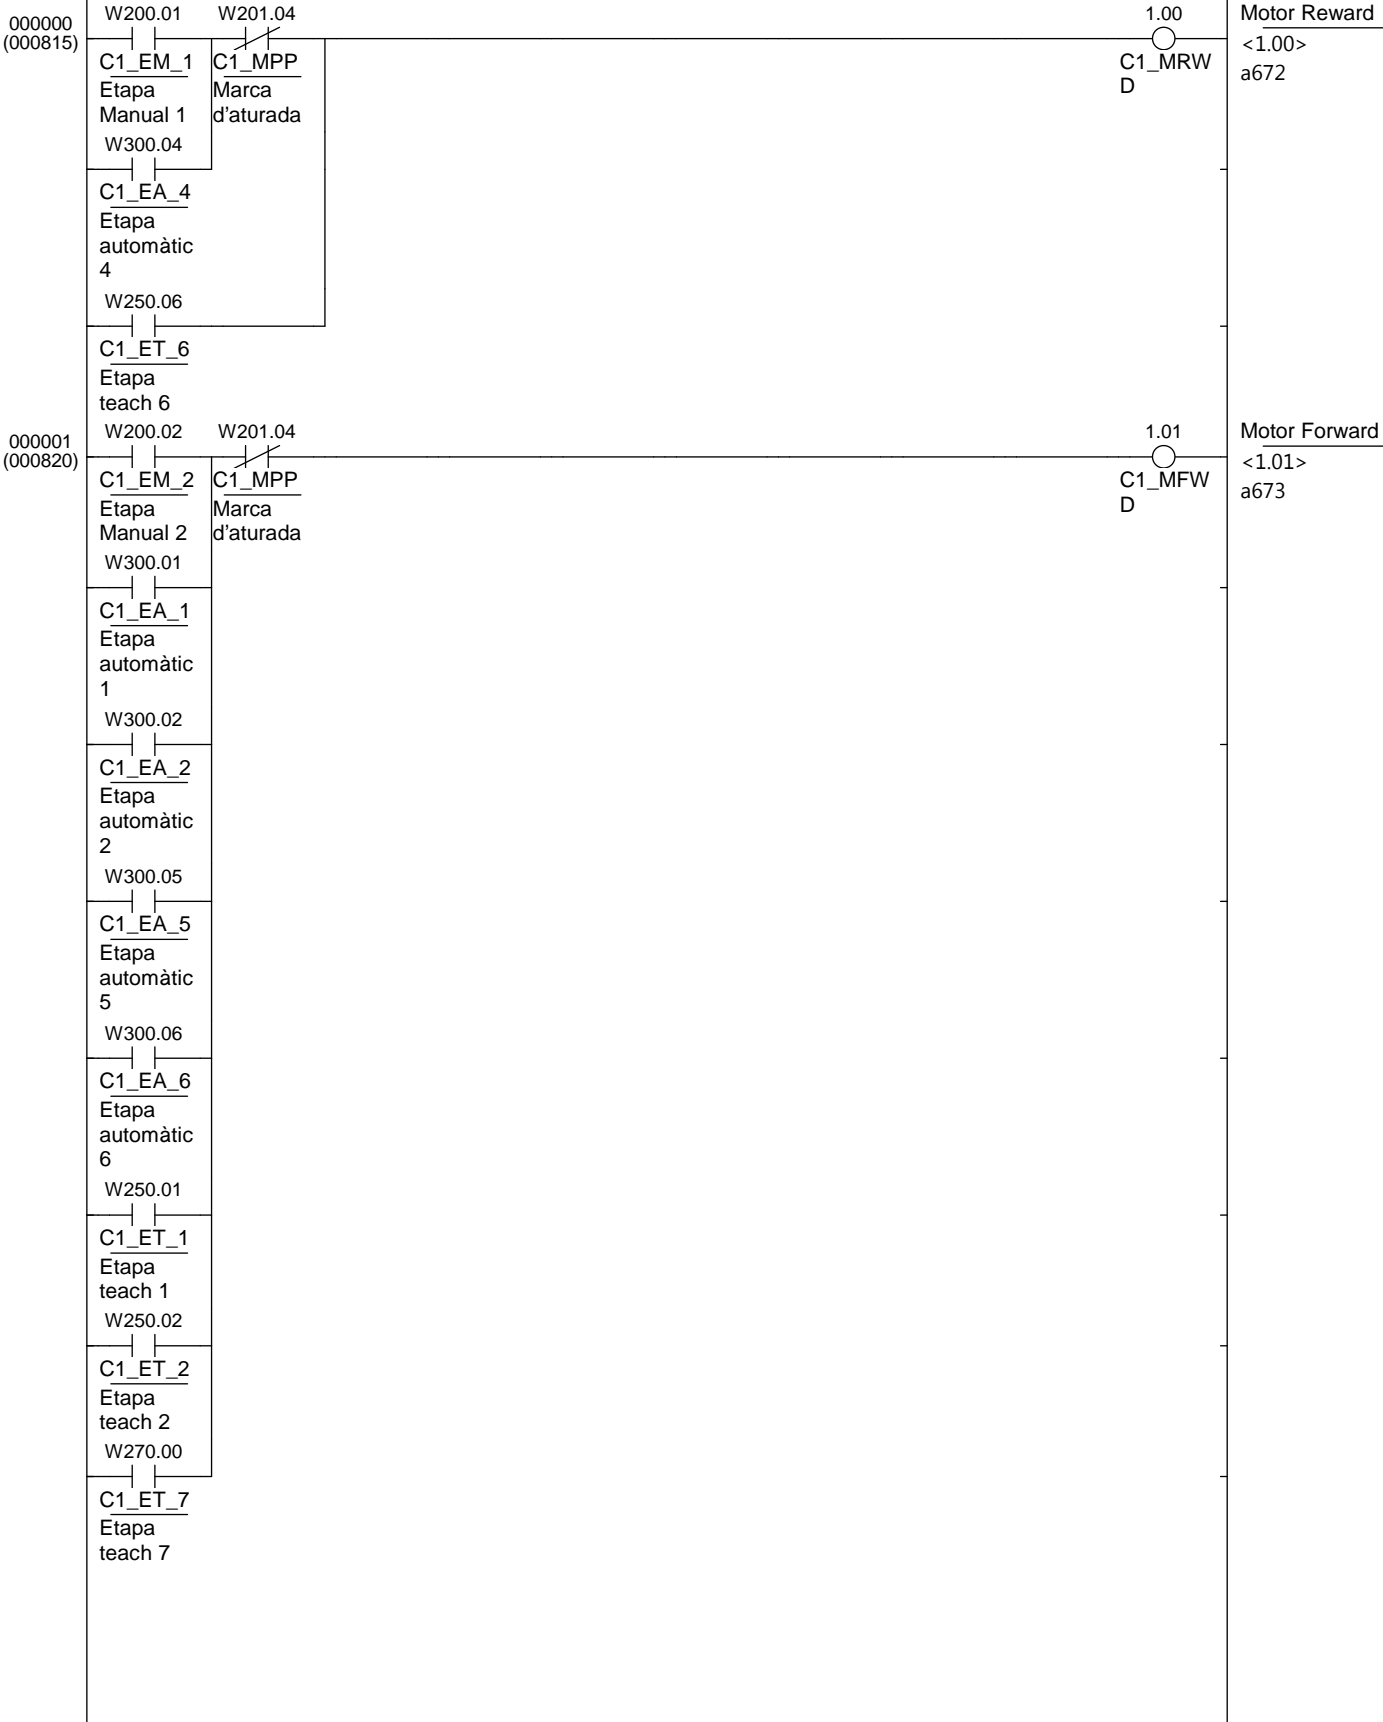 W200.01 W201.04 1.00 Motor Reward
000000
(000815)
C1_EM_1 C1_MPP C1_MRW <1.00>
Etapa Marca D a672
Manual 1 d'aturada
W300.04
C1_EA_4
Etapa
automàtic
4
W250.06
C1_ET_6
Etapa
teach 6
W200.02 W201.04 1.01 Motor Forward
000001
(000820)
C1_EM_2 C1_MPP C1_MFW <1.01>
Etapa Marca D a673
Manual 2 d'aturada
W300.01
C1_EA_1
Etapa
automàtic
1
W300.02
C1_EA_2
Etapa
automàtic
2
W300.05
C1_EA_5
Etapa
automàtic
5
W300.06
C1_EA_6
Etapa
automàtic
6
W250.01
C1_ET_1
Etapa
teach 1
W250.02
C1_ET_2
Etapa
teach 2
W270.00
C1_ET_7
Etapa
teach 7